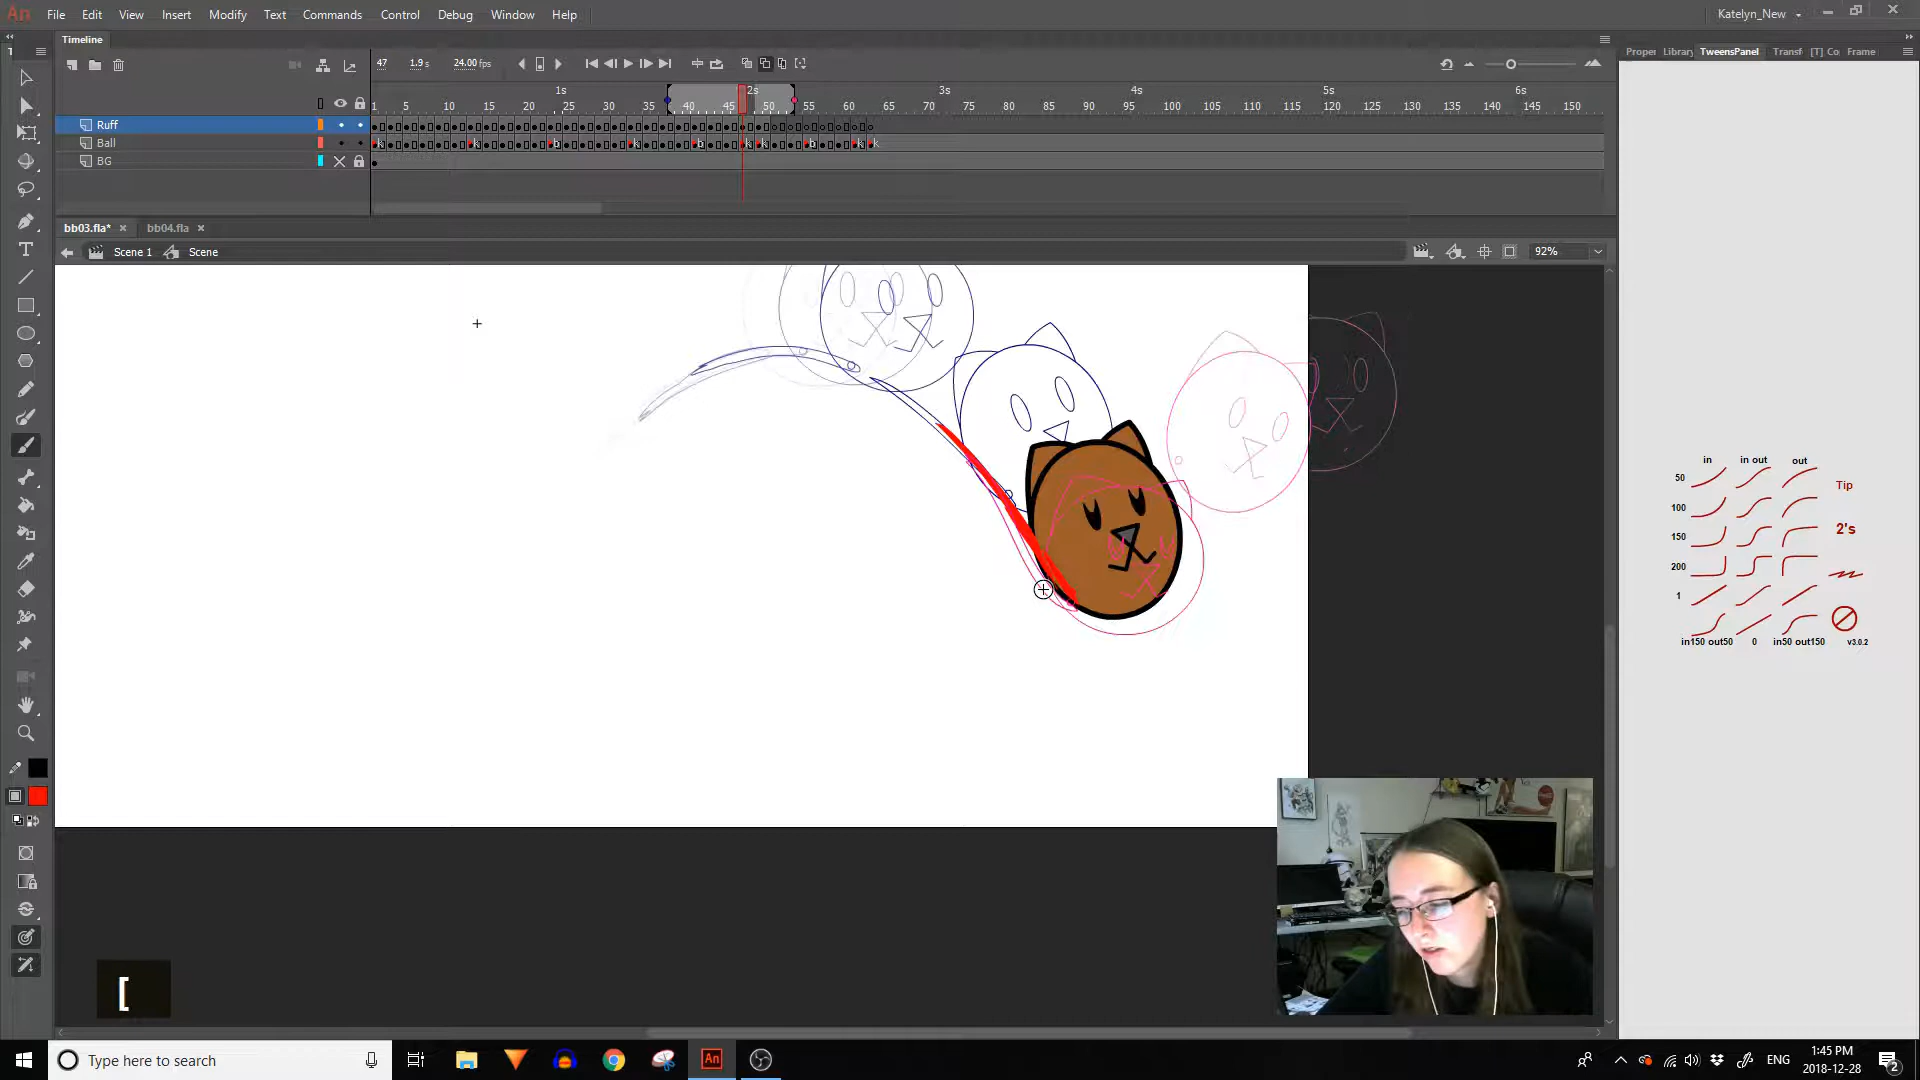 An File Edit View Insert Modify Text Commands Control Debug Window Help Katelyn_New
Timeline
Proper Library TweensPanel Transf [T] Co Frame
47 1.9 s 24.00 fps
1s 2s 3s 4s 5s 6s
1 5 10 15 20 25 30 35 40 45 50 55 60 65 70 75 80 85 90 95 100 105 110 115 120 125 130 135 140 145 150
Ruff
Ball
BG
bb03.fla* × bb04.fla ×
Scene 1 Scene 92%
in in out out
50 Tip
100
150 2's
200
1
in150 out50 0 in50 out150 v3.0.2
[
Type here to search
ENG
1:45 PM
2018-12-28
2